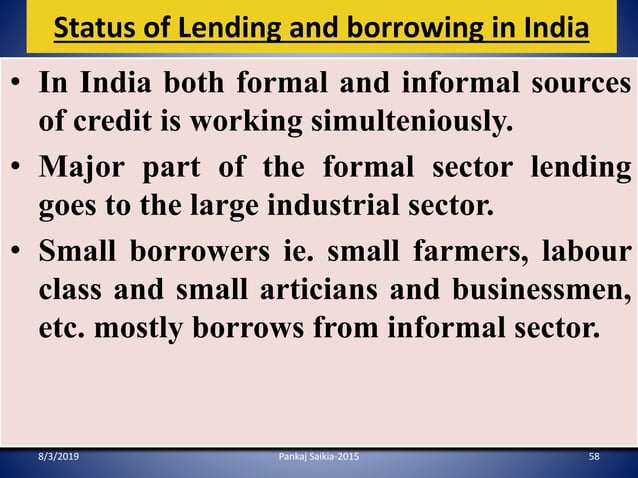 Status of Lending and borrowing in India
• In India both formal and informal sources
of credit is working simulteniously.
• Major part of the formal sector lending
goes to the large industrial sector.
• Small borrowers ie. small farmers, labour
class and small articians and businessmen,
etc. mostly borrows from informal sector.
8/3/2019 Pankaj Saikia-2015 58